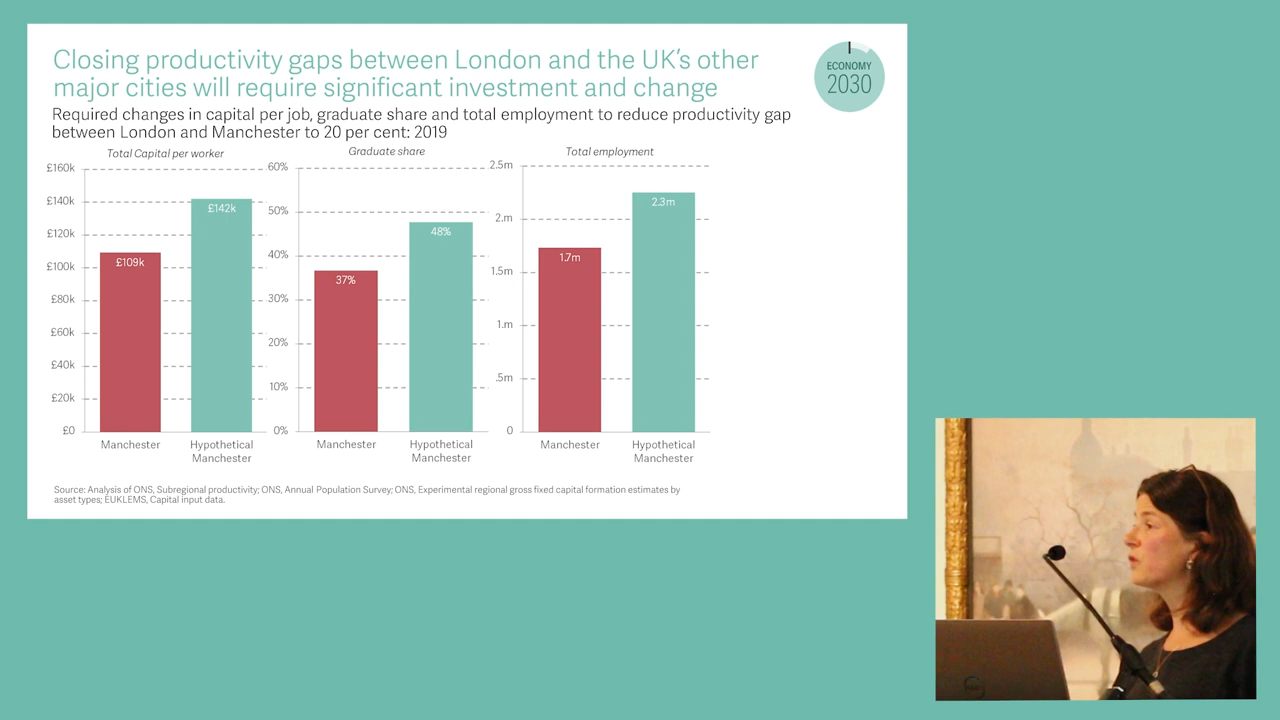 Closing productivity gaps between London and the UK's other
major cities will require significant investment and change
ECONOMY
2030
Required changes in capital per job, graduate share and total employment to reduce productivity gap
between London and Manchester to 20 per cent: 2019
Total Capital per worker
£160k
£140k
£120k
£100k
£80k
£60k
£40k
£20k
£0
£109k
£142k
Manchester
Hypothetical
Manchester
Graduate share
60%
50%
40%
30%
20%
10%
0%
37%
48%
Manchester
Hypothetical
Manchester
Total employment
2.5m
2.m
1.5m
1.m
.5m
0
1.7m
2.3m
Manchester
Hypothetical
Manchester
Source: Analysis of ONS, Subregional productivity; ONS, Annual Population Survey; ONS, Experimental regional gross fixed capital formation estimates by
asset types; EUKLEMS, Capital input data.